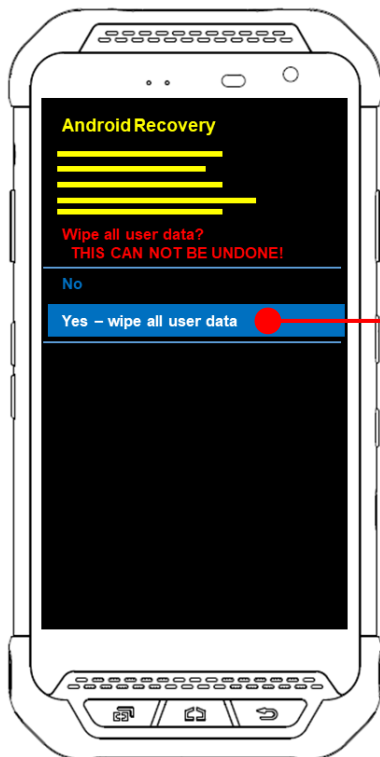 Android Recovery
Wipe all user data?
THIS CAN NOT BE UNDONE!
No
Yes – wipe all user data